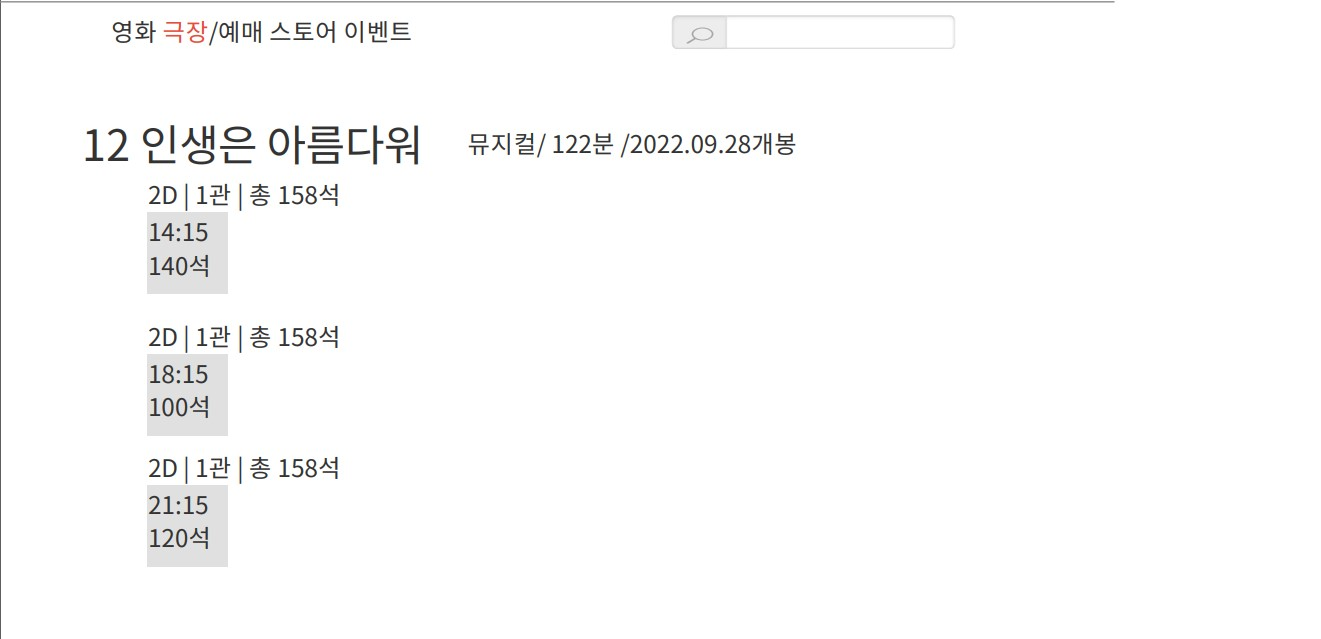 영화 극장/예매 스토어 이벤트
12 인생은 아름다워 뮤지컬/ 122분 /2022.09.28개봉
2D | 1관 | 총 158석
14:15
140석
2D | 1관 | 총 158석
18:15
100석
2D | 1관 | 총 158석
21:15
120석